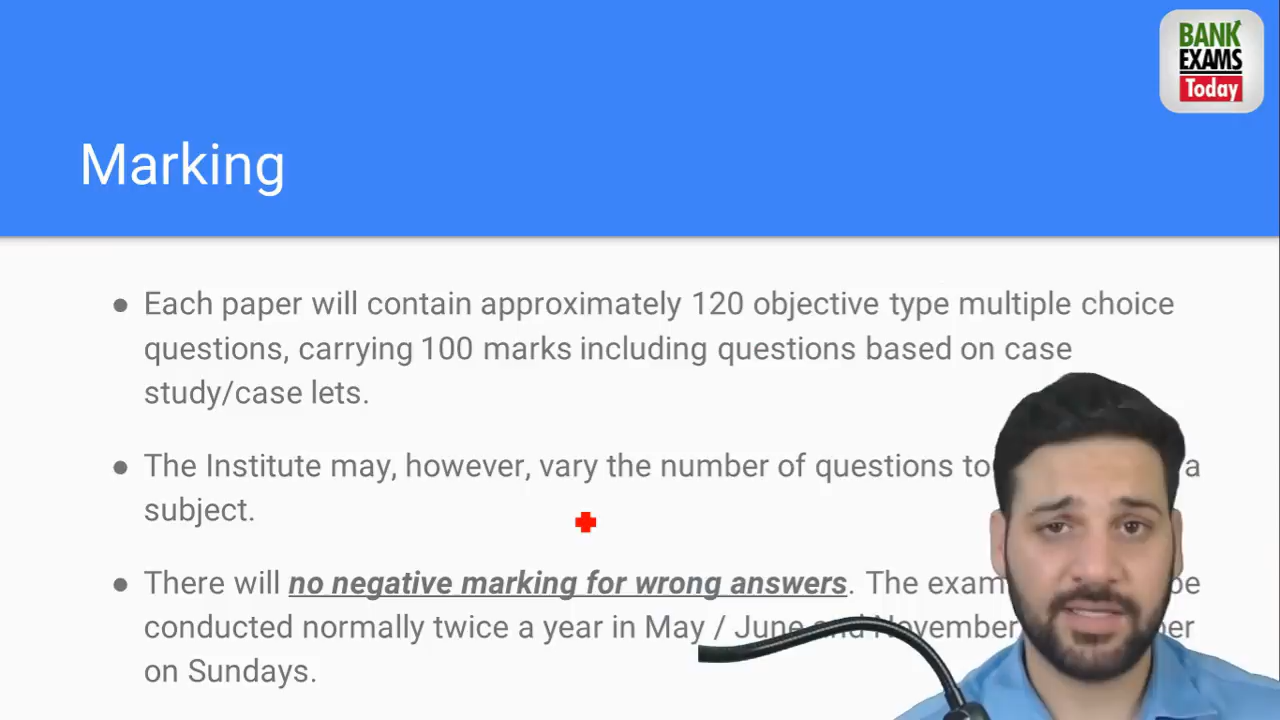 BANK
EXAMS
Today
Marking
● Each paper will contain approximately 120 objective type multiple choice
questions, carrying 100 marks including questions based on case
study/case lets.
● The Institute may, however, vary the number of questions a
subject.
● There will no negative marking for wrong answers. The
conducted normally twice a year in May / June and November
on Sundays.